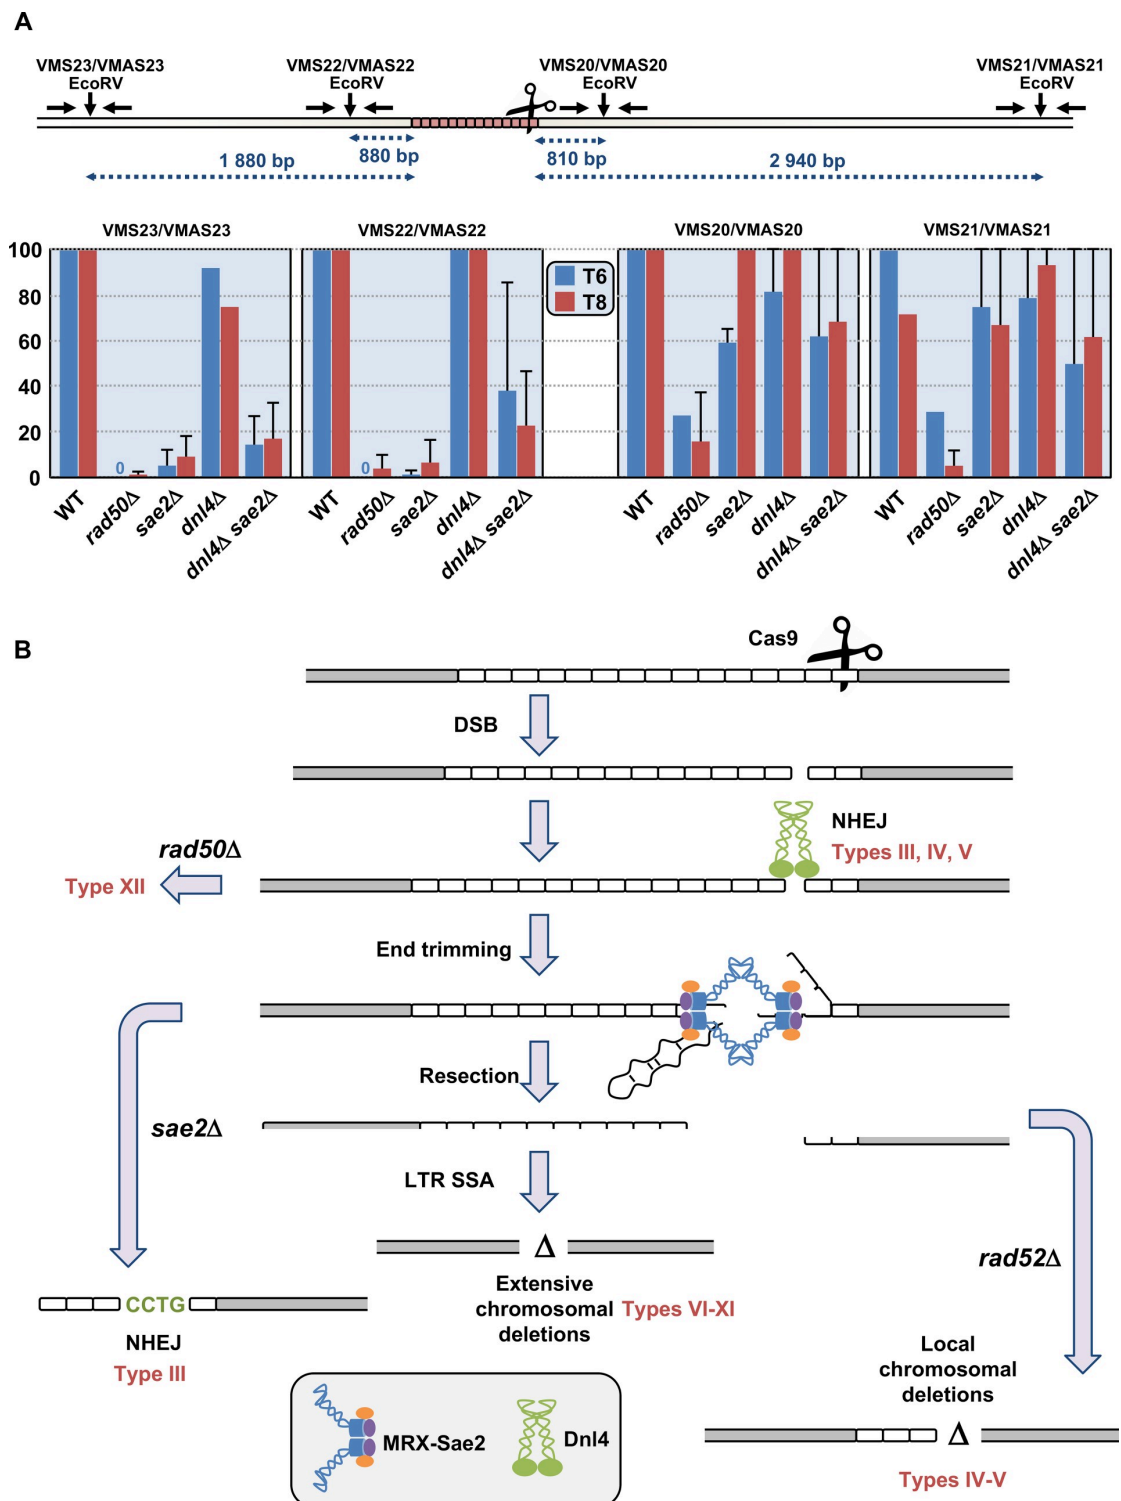 A
VMS23/VMAS23 VMS22/VMAS22 VMS20/VMAS20 VMS21/VMAS21
EcoRV EcoRV EcoRV EcoRV
880 bp 810 bp
1 880 bp 2 940 bp
VMS23/VMAS23 VMS22/VMAS22 VMS20/VMAS20 VMS21/VMAS21
100
80
60
40
20
0
T6
T8
0 0
WT rad50Δ sae2Δ dnl4Δ dnl4Δ sae2Δ
WT rad50Δ sae2Δ dnl4Δ dnl4Δ sae2Δ
WT rad50Δ sae2Δ dnl4Δ dnl4Δ sae2Δ
WT rad50Δ sae2Δ dnl4Δ dnl4Δ sae2Δ
B
Cas9
DSB
NHEJ
Types III, IV, V
rad50Δ
Type XII
End trimming
Resection
sae2Δ
LTR SSA
Δ
Extensive
chromosomal
deletions
Types VI-XI
rad52Δ
CCTG
NHEJ
Type III
Local
chromosomal
deletions
Δ
Types IV-V
MRX-Sae2
Dnl4